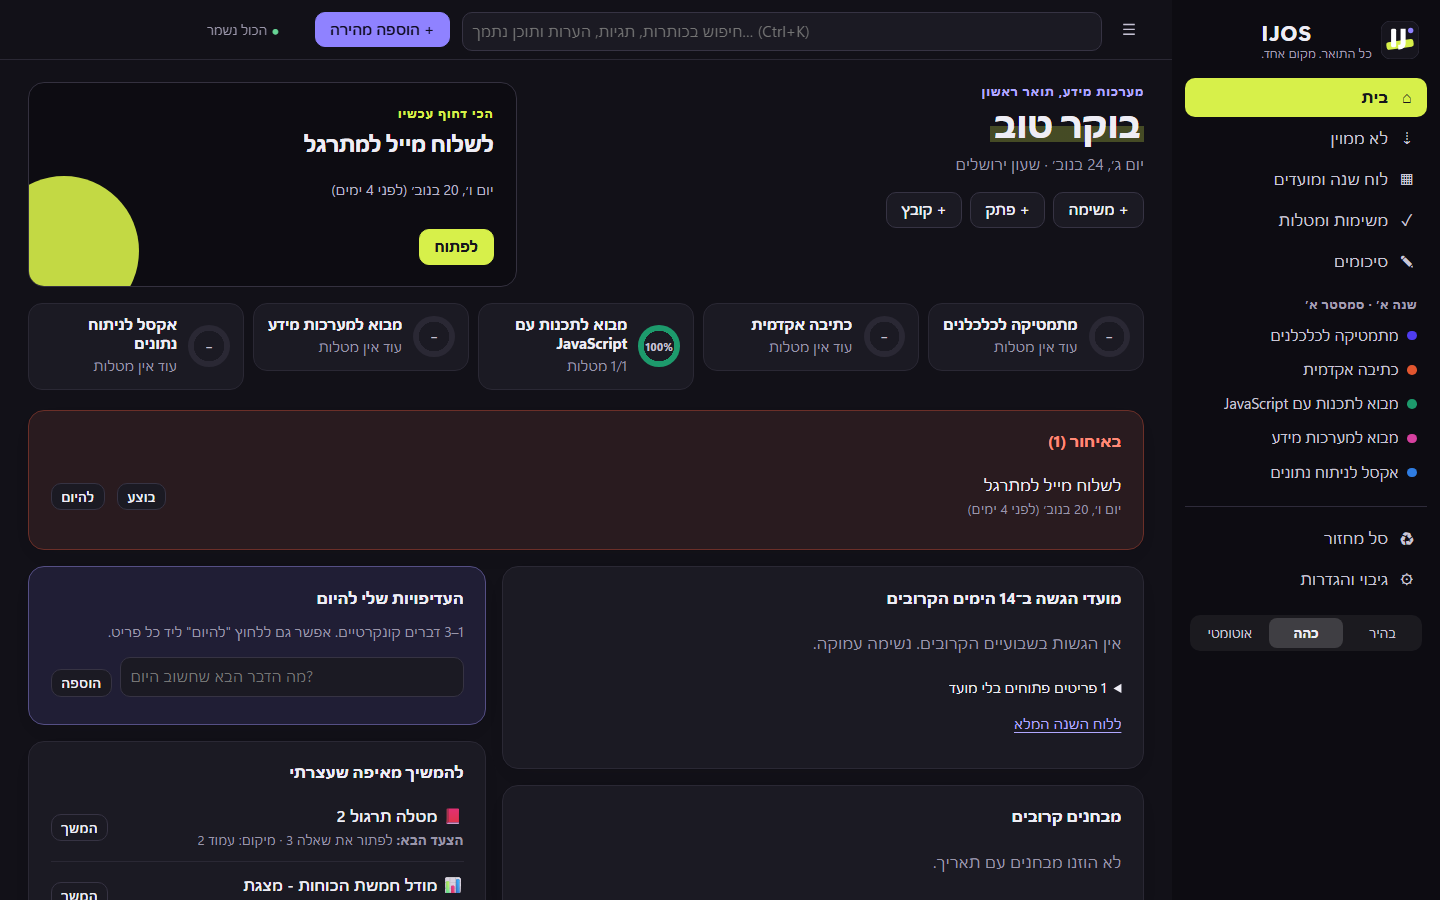 IJOS
כל התואר. מקום אחד.
בית
לא ממוין
לוח שנה ומועדים
משימות ומטלות
סיכומים
שנה א׳ · סמסטר א׳
מתמטיקה לכלכלנים
כתיבה אקדמית
מבוא לתכנות עם JavaScript
מבוא למערכות מידע
אקסל לניתוח נתונים
סל מחזור
גיבוי והגדרות
בהיר
כהה
אוטומטי
חיפוש בכותרות, תגיות, הערות ותוכן נתמך... (Ctrl+K)
+ הוספה מהירה
הכול נשמר
מערכות מידע, תואר ראשון
בוקר טוב
יום ג׳, 24 בנוב׳ · שעון ירושלים
+ משימה
+ פתק
+ קובץ
הכי דחוף עכשיו
לשלוח מייל למתרגל
יום ו׳, 20 בנוב׳ (לפני 4 ימים)
לפתוח
–
מתמטיקה לכלכלנים
עוד אין מטלות
–
כתיבה אקדמית
עוד אין מטלות
100%
מבוא לתכנות עם
JavaScript
1/1 מטלות
–
מבוא למערכות מידע
עוד אין מטלות
–
אקסל לניתוח
נתונים
עוד אין מטלות
באיחור (1)
לשלוח מייל למתרגל
יום ו׳, 20 בנוב׳ (לפני 4 ימים)
בוצע
להיום
מועדי הגשה ב־14 הימים הקרובים
אין הגשות בשבועיים הקרובים. נשימה עמוקה.
1 פריטים פתוחים בלי מועד
ללוח השנה המלא
מבחנים קרובים
לא הוזנו מבחנים עם תאריך.
העדיפויות שלי להיום
1–3 דברים קונקרטיים. אפשר גם ללחוץ "להיום" ליד כל פריט.
מה הדבר הבא שחשוב היום?
הוספה
להמשיך מאיפה שעצרתי
מטלה תרגול 2
הצעד הבא: לפתור את שאלה 3 · מיקום: עמוד 2
המשך
מודל חמשת הכוחות - מצגת
המשך